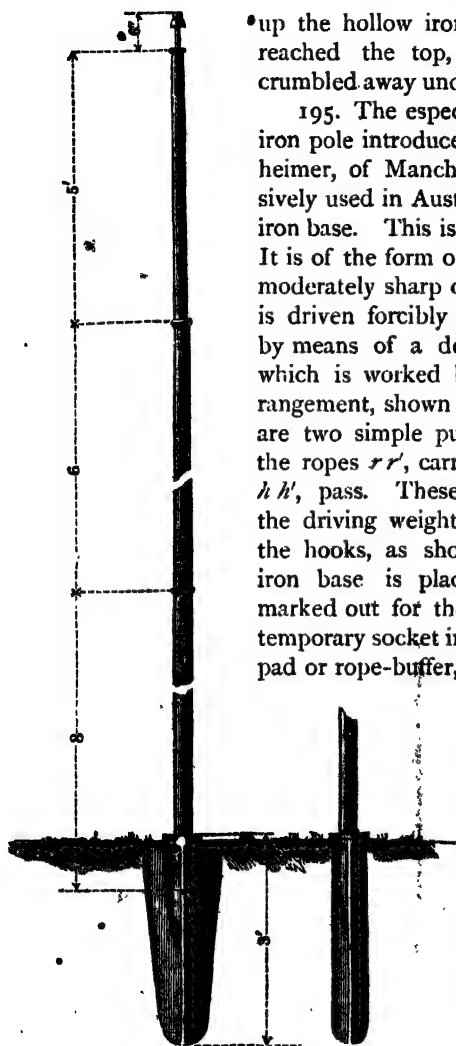 up the hollow iron
reached the top,
crumbled away und
195. The espec
iron pole introduce
heimer, of Manch
sively used in Aust
iron base. This is
It is of the form o
moderately sharp o
is driven forcibly
by means of a de
which is worked
rangement, shown
are two simple pu
the ropes r r', carr
h h', pass. These
the driving weight
the hooks, as sho
iron base is plac
marked out for the
temporary socket in
pad or rope-buffer,
5'
6
8
3'